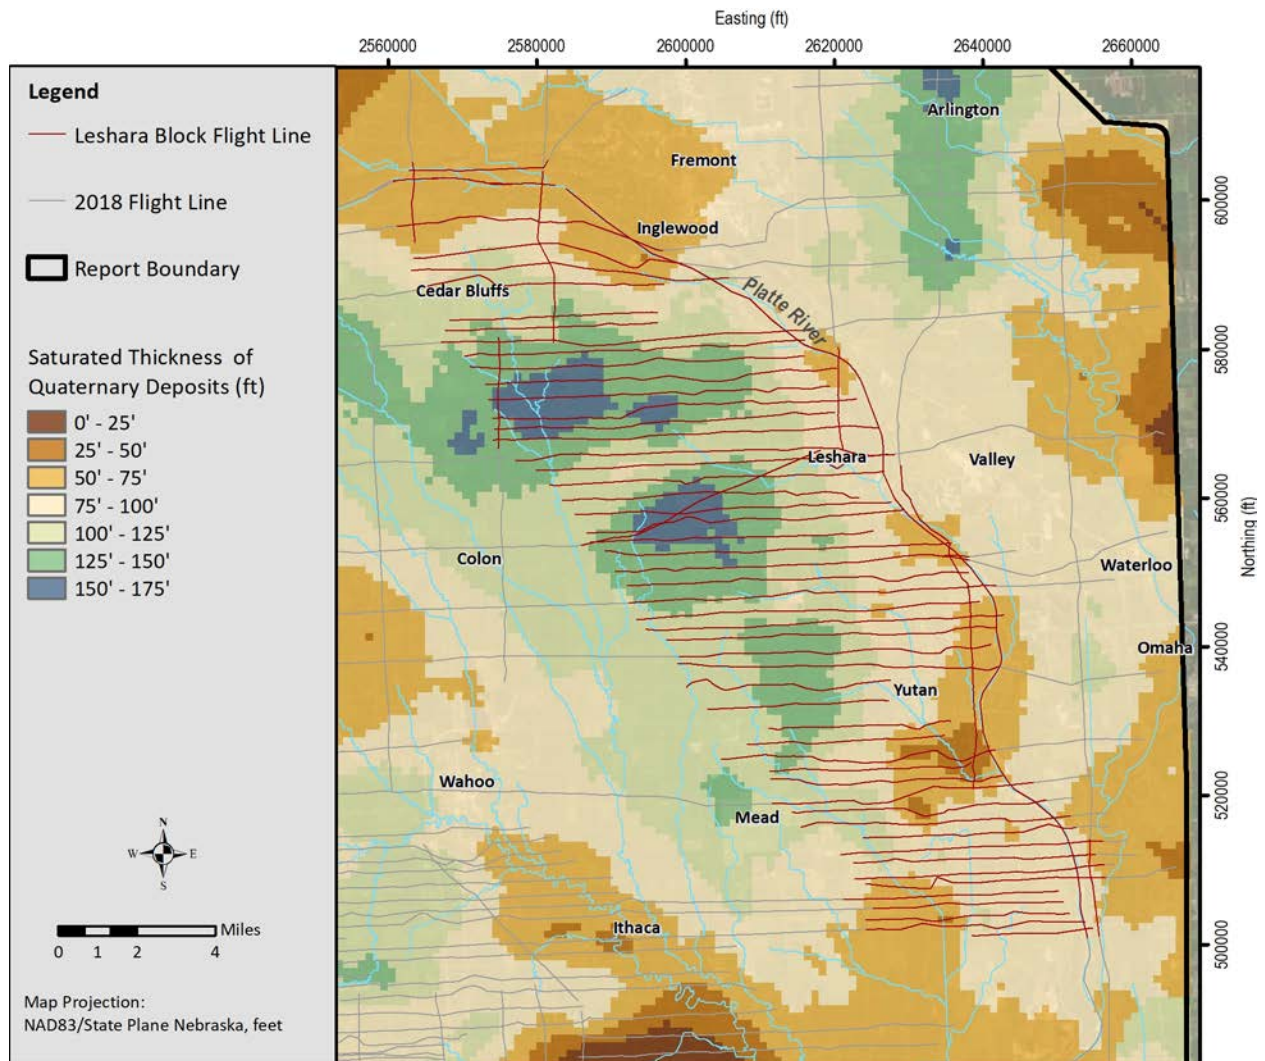 Easting (ft)
2560000
2580000
2600000
2620000
2640000
2660000
Legend
Leshara Block Flight Line
2018 Flight Line
Report Boundary
Saturated Thickness of
Quaternary Deposits (ft)
0' - 25'
25' - 50'
50' - 75'
75' - 100'
100' - 125'
125' - 150'
150' - 175'
N
W
E
S
0 1 2 4 Miles
Map Projection:
NAD83/State Plane Nebraska, feet
Arlington
Fremont
Inglewood
Cedar Bluffs
Platte River
Leshara
Valley
Colon
Waterloo
Omaha
Yutan
Wahoo
Mead
Ithaca
600000
580000
560000
540000
520000
500000
Northing (ft)